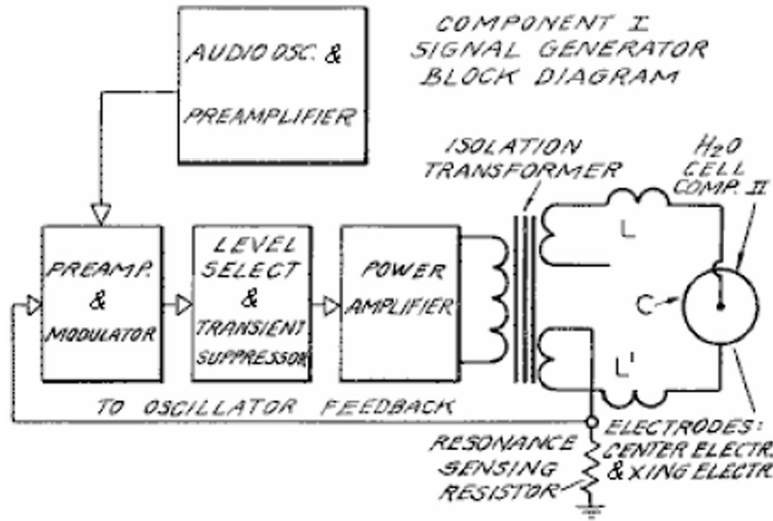 COMPONENT I
SIGNAL GENERATOR
BLOCK DIAGRAM
AUDIO OSC. &
PREAMPLIFIER
ISOLATION
TRANSFORMER
H2O
CELL
COMP. II
PREAMP.
&
MODULATOR
LEVEL
SELECT
&
TRANSIENT
SUPPRESSOR
POWER
AMPLIFIER
L
C
L'
TO OSCILLATOR FEEDBACK
RESONANCE
SENSING
RESISTOR
ELECTRODES:
CENTER ELECTR
& XING ELECTR